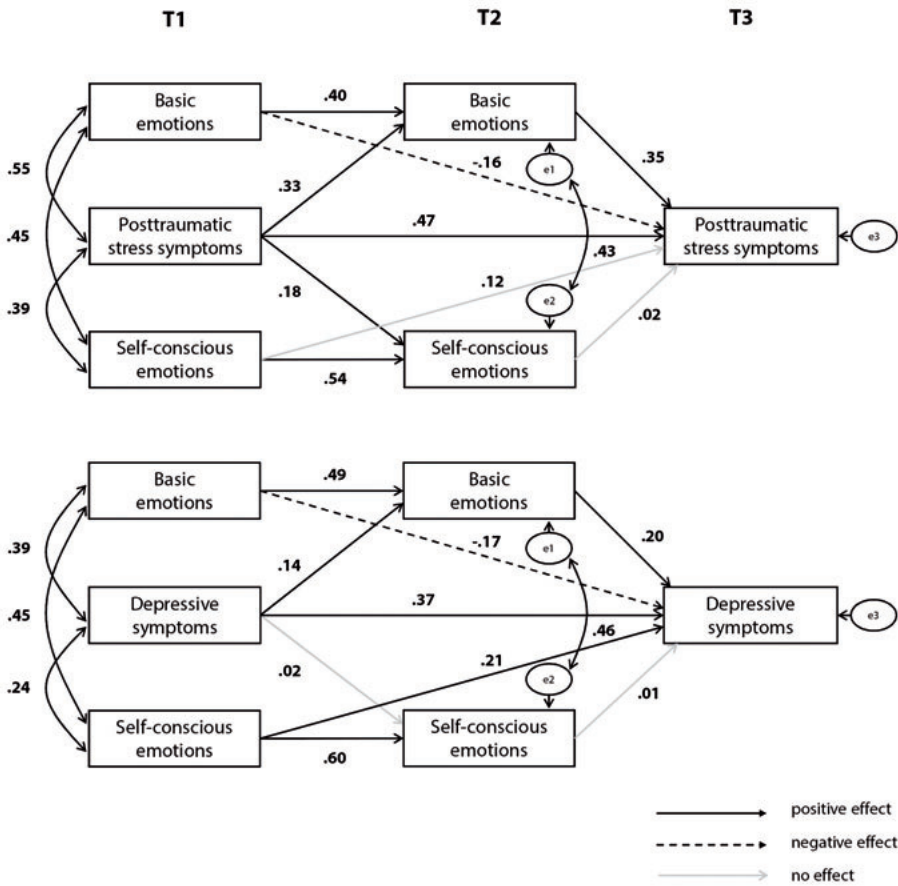 T1 T2 T3
Basic
emotions
.40
Basic
emotions
.55
.33
-.16
e1
.35
.45
Posttraumatic
stress symptoms
.47
.43
Posttraumatic
stress symptoms
e3
.39
.18
.12
e2
.02
Self-conscious
emotions
.54
Self-conscious
emotions
Basic
emotions
.49
Basic
emotions
.39
.14
-.17
e1
.20
.45
Depressive
symptoms
.37
.46
Depressive
symptoms
e3
.24
.02
.21
e2
.01
Self-conscious
emotions
.60
Self-conscious
emotions
positive effect
negative effect
no effect